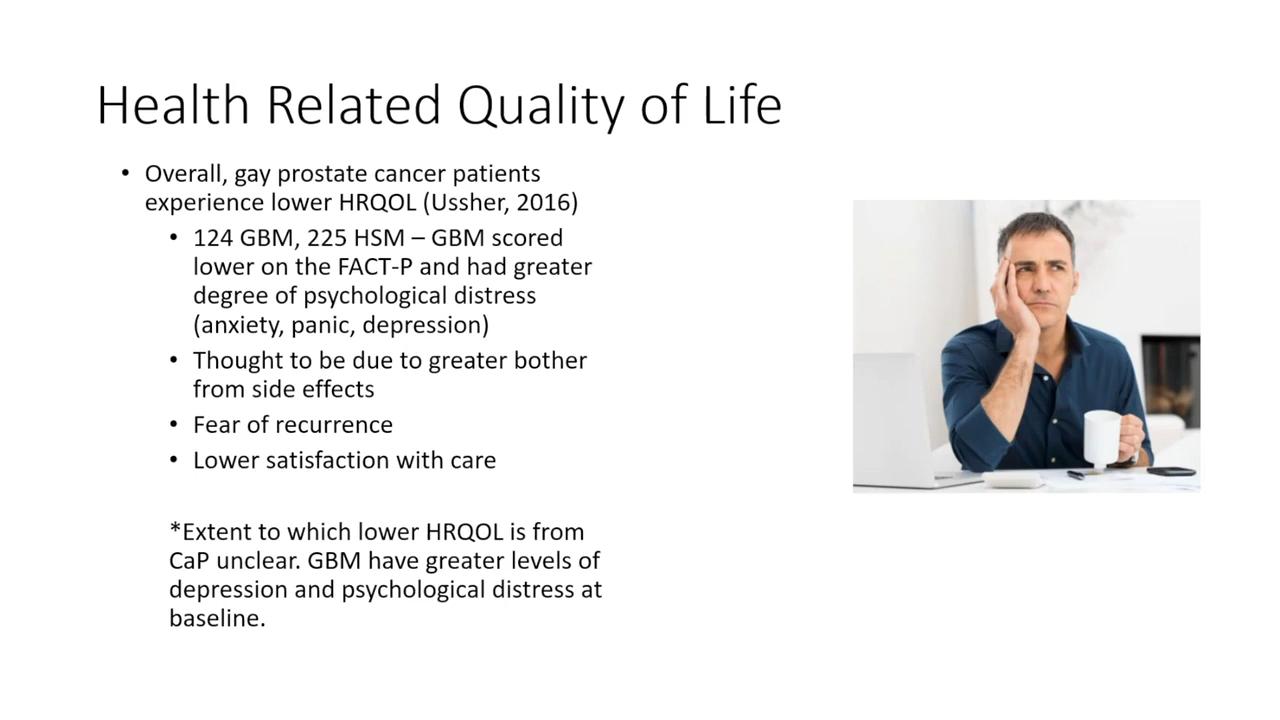 Health Related Quality of Life
• Overall, gay prostate cancer patients
experience lower HRQOL (Ussher, 2016)
• 124 GBM, 225 HSM – GBM scored
lower on the FACT-P and had greater
degree of psychological distress
(anxiety, panic, depression)
• Thought to be due to greater bother
from side effects
• Fear of recurrence
• Lower satisfaction with care
*Extent to which lower HRQOL is from
CaP unclear. GBM have greater levels of
depression and psychological distress at
baseline.